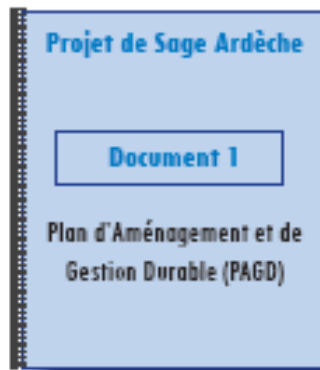 Projet de Sage Ardèche
Document 1
Plan d'Aménagement et de
Gestion Durable (PAGD)